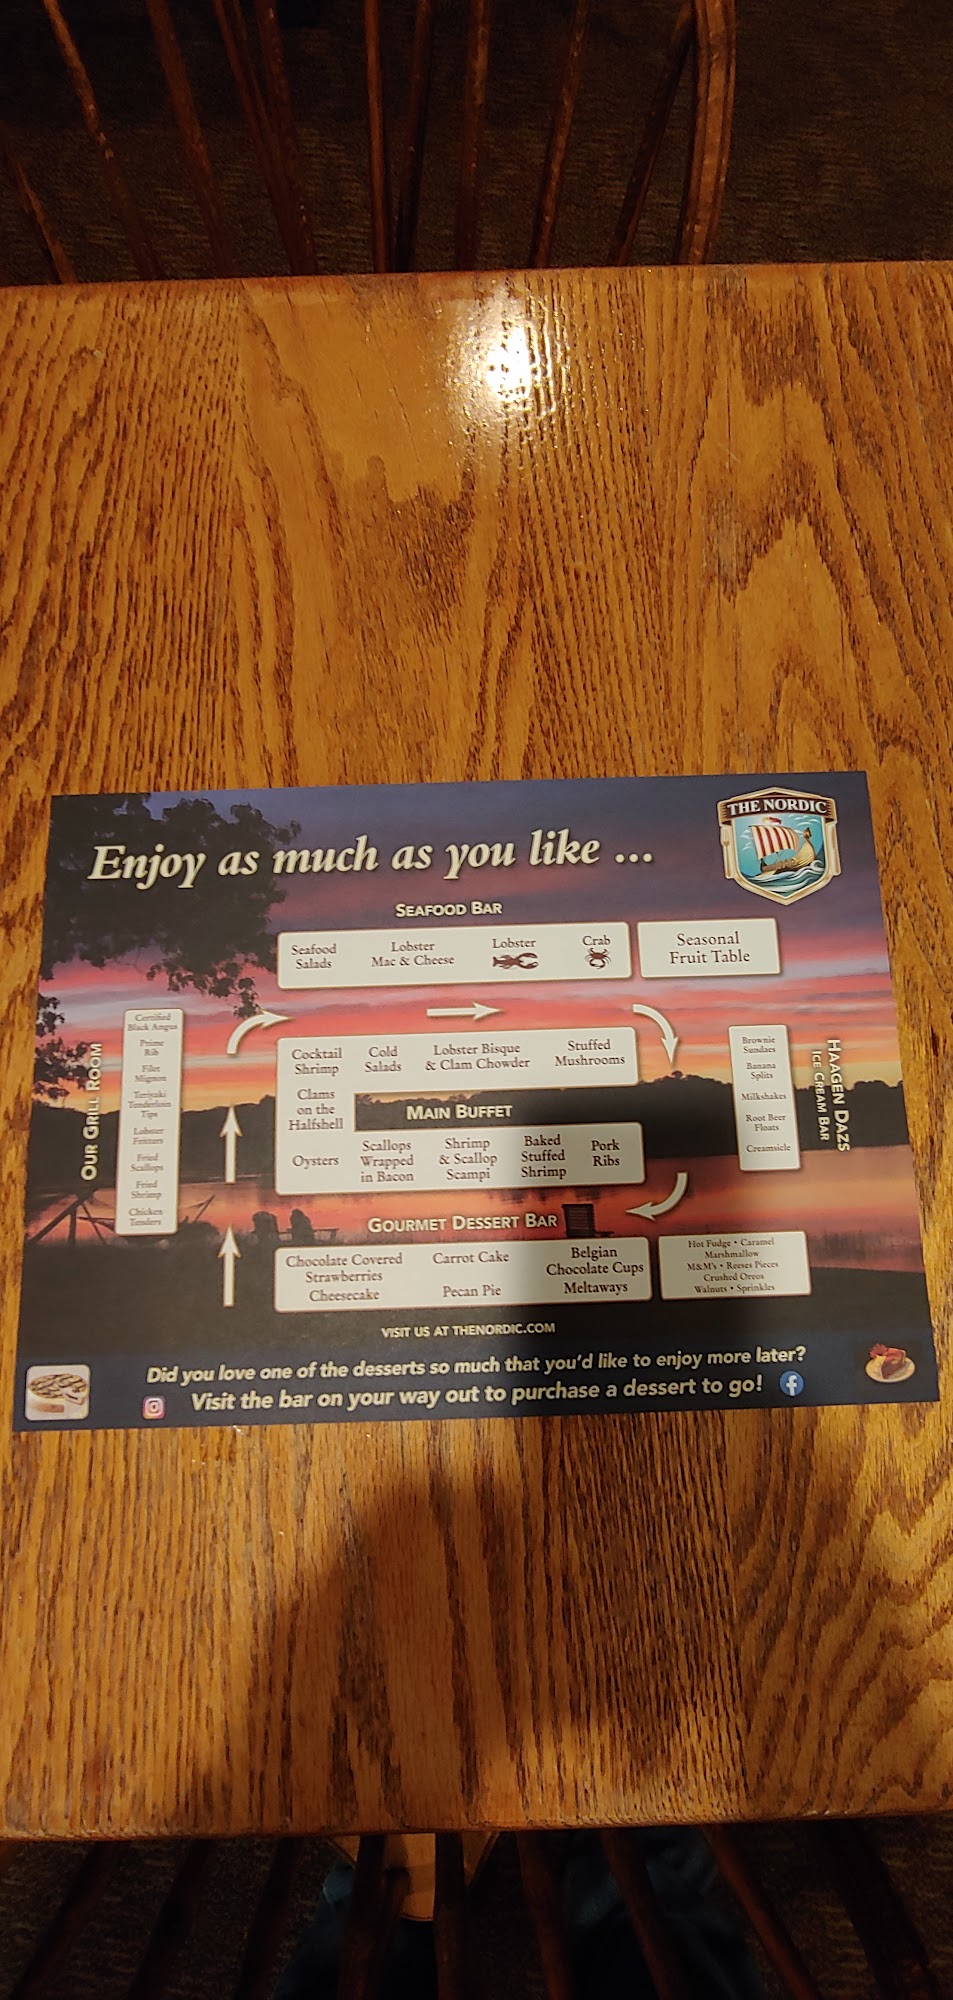 THE NORDIC
Enjoy as much as you like ...
SEAFOOD BAR
Seafood
Salads
Lobster
Mac & Cheese
Lobster
Crab
Seasonal
Fruit Table
OUR GRILL ROOM
Certified
Black Angus
Prime
Rib
Filet
Mignon
Teriyaki
Tenderloin
Tips
Lobster
Fritters
Fried
Scallops
Fried
Shrimp
Chicken
Tenders
Cocktail
Shrimp
Cold
Salads
Lobster Bisque
& Clam Chowder
Stuffed
Mushrooms
Clams
on the
Halfshell
MAIN BUFFET
Oysters
Scallops
Wrapped
in Bacon
Shrimp
& Scallop
Scampi
Baked
Stuffed
Shrimp
Pork
Ribs
HAAGEN DAZS
ICE CREAM BAR
Brownie
Sundaes
Banana
Splits
Milkshakes
Root Beer
Floats
Creamsicle
GOURMET DESSERT BAR
Chocolate Covered
Strawberries
Cheesecake
Carrot Cake
Pecan Pie
Belgian
Chocolate Cups
Meltaways
Hot Fudge • Caramel
Marshmallow
M&M's • Reeses Pieces
Crushed Oreos
Walnuts • Sprinkles
VISIT US AT THENORDIC.COM
Did you love one of the desserts so much that you'd like to enjoy more later?
Visit the bar on your way out to purchase a dessert to go!